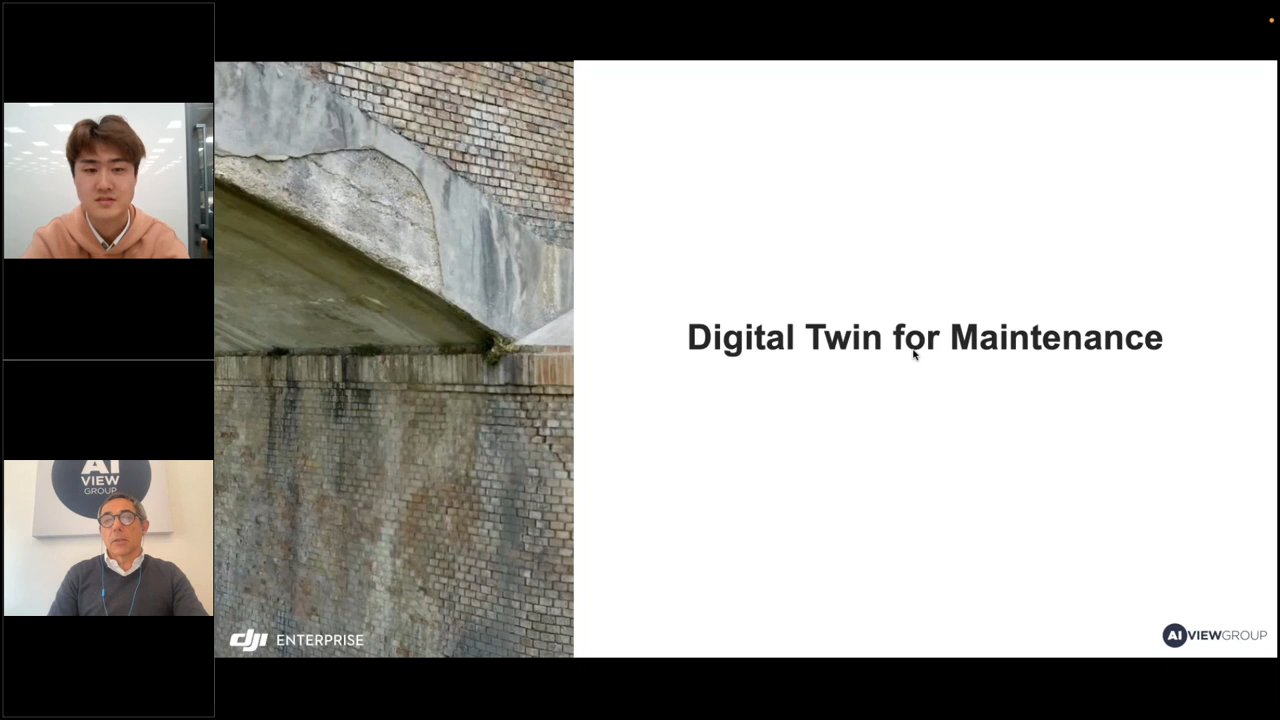 AI
VIEW
GROUP
Digital Twin for Maintenance
dji ENTERPRISE
AI VIEWGROUP